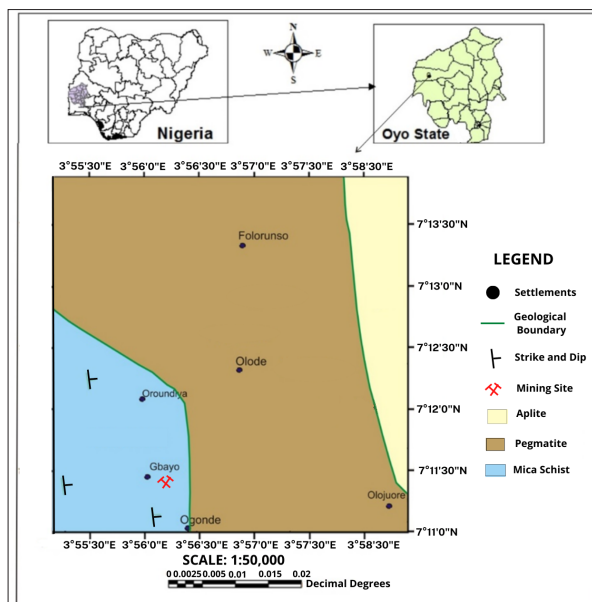 N
W E
S
Nigeria
Oyo State
3°55'30"E 3°56'0"E 3°56'30"E 3°57'0"E 3°57'30"E 3°58'30"E
Folorunso
7°13'30"N
7°13'0"N
Olode
7°12'30"N
Oroundiya
7°12'0"N
Gbayo
7°11'30"N
Olojuore
Ogonde
7°11'0"N
3°55'30"E 3°56'0"E 3°56'30"E 3°57'0"E 3°57'30"E 3°58'30"E
LEGEND
Settlements
Geological
Boundary
Strike and Dip
Mining Site
Aplite
Pegmatite
Mica Schist
SCALE: 1:50,000
0 0.0025 0.005 0.01 0.015 0.02
Decimal Degrees